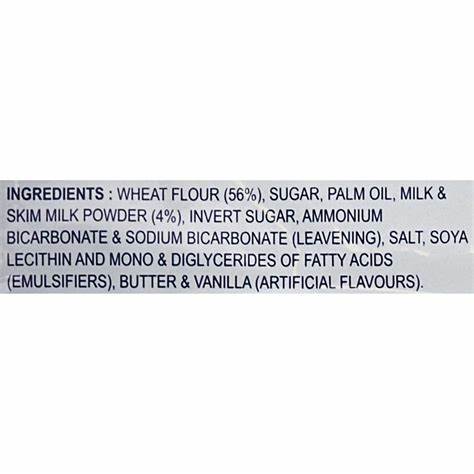 INGREDIENTS : WHEAT FLOUR (56%), SUGAR, PALM OIL, MILK &
SKIM MILK POWDER (4%), INVERT SUGAR, AMMONIUM
BICARBONATE & SODIUM BICARBONATE (LEAVENING), SALT, SOYA
LECITHIN AND MONO & DIGLYCERIDES OF FATTY ACIDS
(EMULSIFIERS), BUTTER & VANILLA (ARTIFICIAL FLAVOURS).